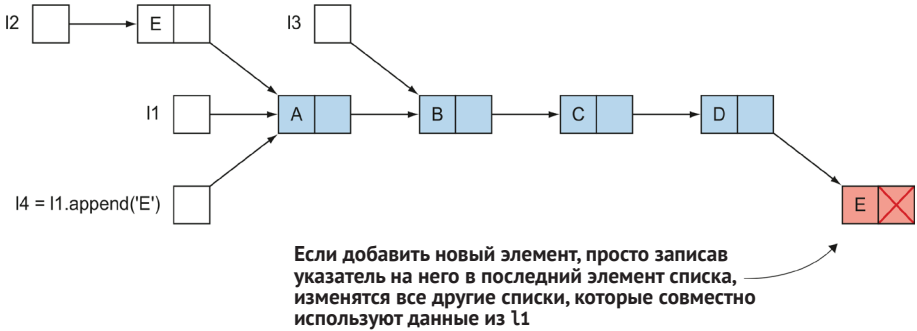 l2
E
l3
l1
A
B
C
D
l4 = l1.append('E')
E
Если добавить новый элемент, просто записав
указатель на него в последний элемент списка,
изменятся все другие списки, которые совместно
используют данные из l1